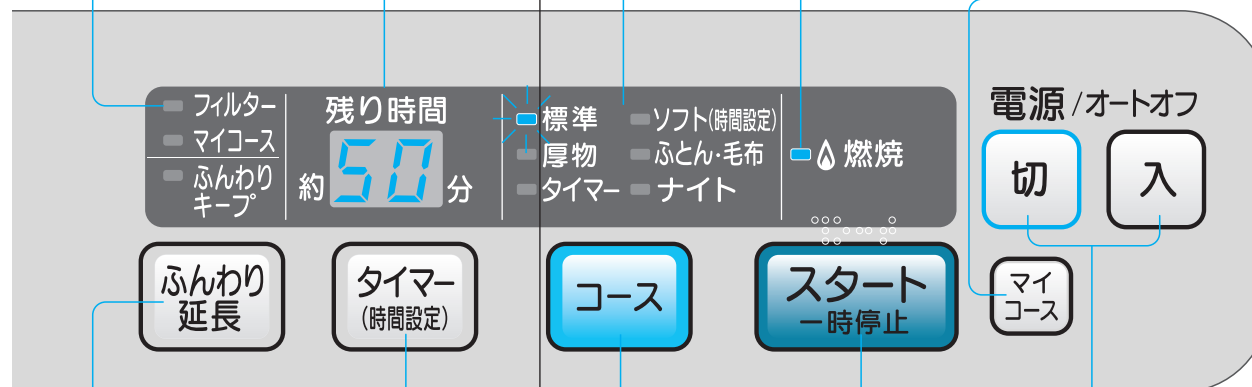 フィルター
マイコース
ふんわり
キープ
残り時間
約 50 分
標準
厚物
タイマー
ソフト(時間設定)
ふとん・毛布
ナイト
燃焼
電源/オートオフ
切
入
ふんわり
延長
タイマー
(時間設定)
コース
スタート
一時停止
マイ
コース